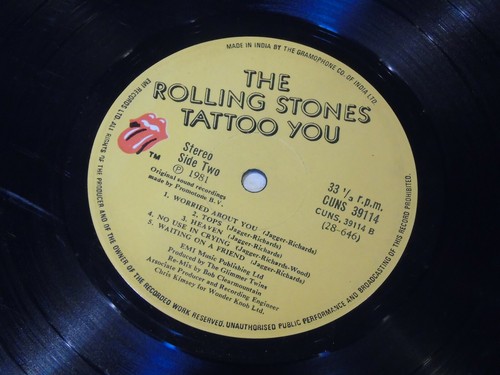 MADE IN INDIA BY THE GRAMOPHONE CO. OF INDIA LTD.
EMI RECORDS LTD. ALL RIGHTS OF THE PRODUCER AND OF THE OWNER OF THE RECORDED WORK RESERVED. UNAUTHORISED PUBLIC PERFORMANCE AND BROADCASTING OF THIS RECORD PROHIBITED.
THE
ROLLING STONES
TATTOO YOU
TM
Stereo
Side Two
Ⓟ 1981
Original sound recordings
made by Promotone B.V.
33 1/3 r.p.m.
CUNS 39114
CUNS. 39114 B
(28-646)
1. WORRIED ABOUT YOU (Jagger-Richards)
2. TOPS (Jagger-Richards)
3. HEAVEN (Jagger-Richards)
4. NO USE IN CRYING (Jagger-Richards-Wood)
5. WAITING ON A FRIEND (Jagger-Richards)
EMI Music Publishing Ltd
Produced by The Glimmer Twins
Re-Mix by Bob Clearmountain
Associate Producer and Recording Engineer
Chris Kimsey for Wonder Knob Ltd.